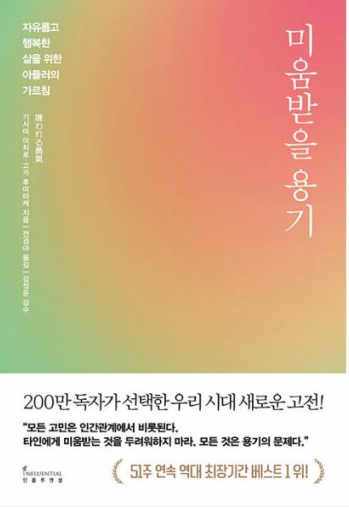 자유롭고
행복한
삶을 위한
아들러의
가르침
미움받을 용기
嫌われる勇氣
기시미 이치로·고가 후미타케 지음 | 전경아 옮김 | 김정운 감수
200만 독자가 선택한 우리 시대 새로운 고전!
“모든 고민은 인간관계에서 비롯된다.
타인에게 미움받는 것을 두려워하지 마라. 모든 것은 용기의 문제다.”
INFLUENTIAL
인플루엔셜
51주 연속 역대 최장기간 베스트 1위!